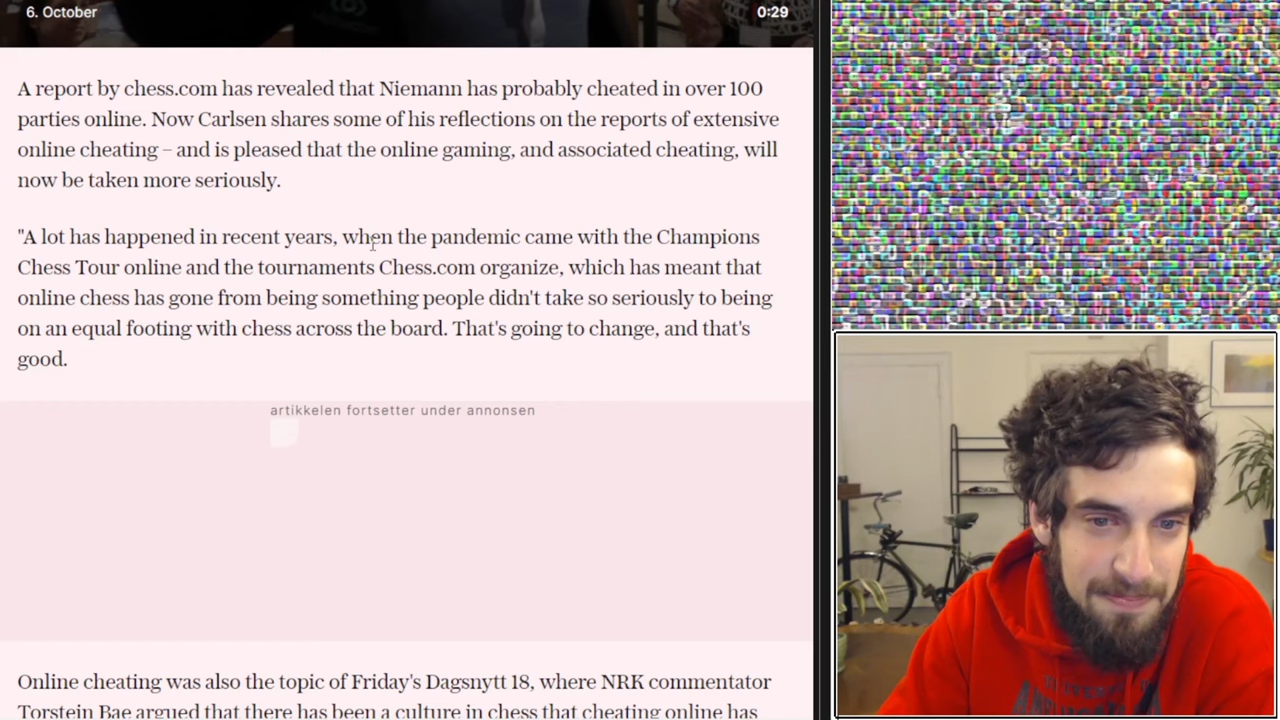 6. October
0:29
A report by chess.com has revealed that Niemann has probably cheated in over 100
parties online. Now Carlsen shares some of his reflections on the reports of extensive
online cheating – and is pleased that the online gaming, and associated cheating, will
now be taken more seriously.
"A lot has happened in recent years, when the pandemic came with the Champions
Chess Tour online and the tournaments Chess.com organize, which has meant that
online chess has gone from being something people didn't take so seriously to being
on an equal footing with chess across the board. That's going to change, and that's
good.
artikkelen fortsetter under annonsen
Online cheating was also the topic of Friday's Dagsnytt 18, where NRK commentator
Torstein Bae argued that there has been a culture in chess that cheating online has